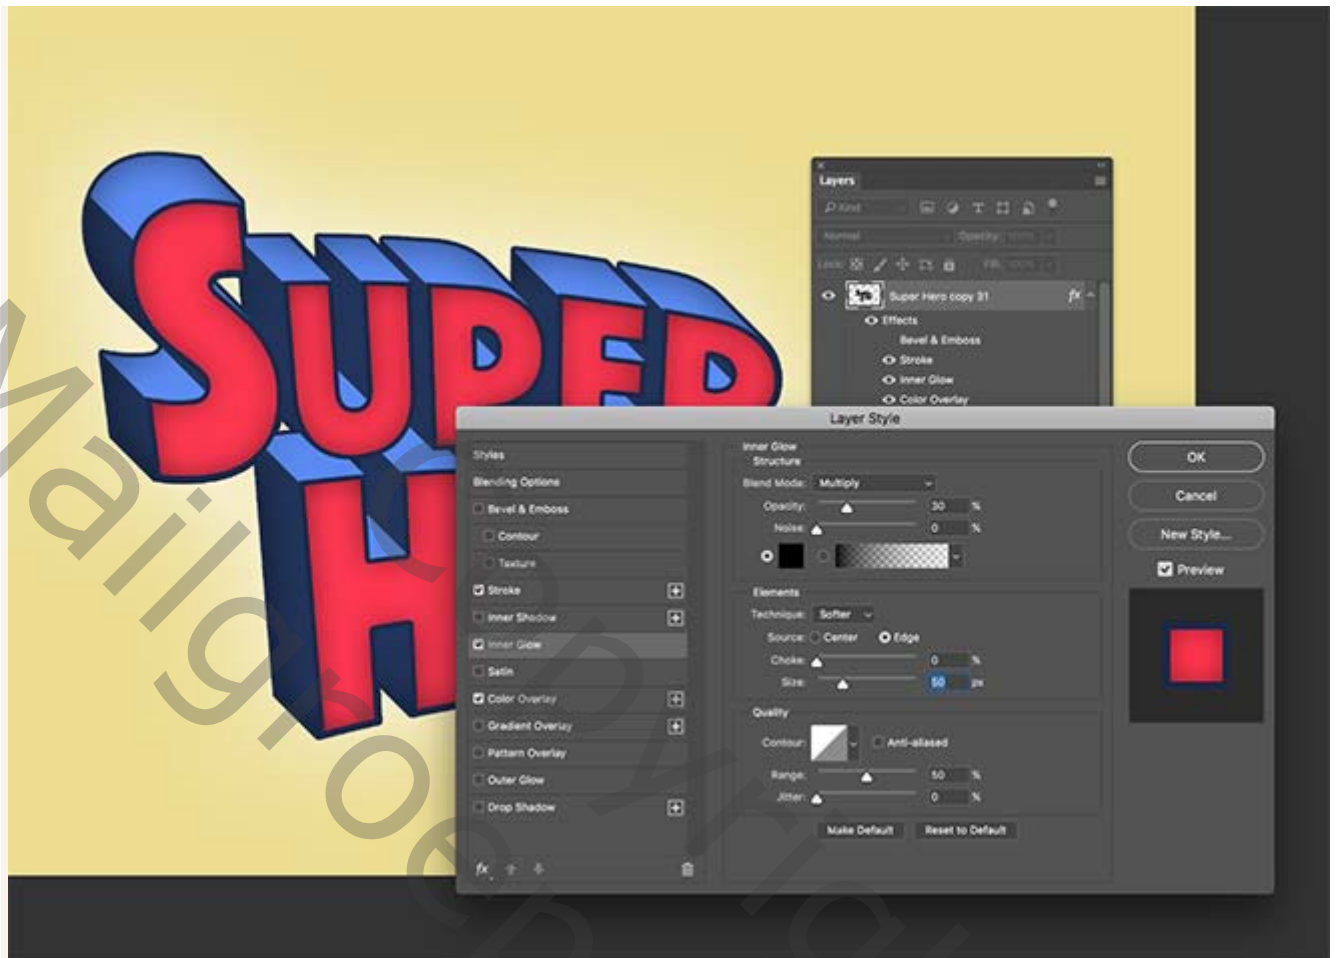 SUPER
H
Layers
Kind
Normal
Opacity:
Lock:
Fill:
Super Hero copy 31 fx
Effects
Bevel & Emboss
Stroke
Inner Glow
Color Overlay
Layer Style
Styles
Blending Options
Bevel & Emboss
Contour
Texture
Stroke
Inner Shadow
Inner Glow
Satin
Color Overlay
Gradient Overlay
Pattern Overlay
Outer Glow
Drop Shadow
fx
Inner Glow
Structure
Blend Mode: Multiply
Opacity: 30 %
Noise: 0 %
Elements
Technique: Softer
Source: Center Edge
Choke: 0 %
Size: 50 px
Quality
Contour: Anti-aliased
Range: 50 %
Jitter: 0 %
Make Default Reset to Default
OK
Cancel
New Style...
Preview